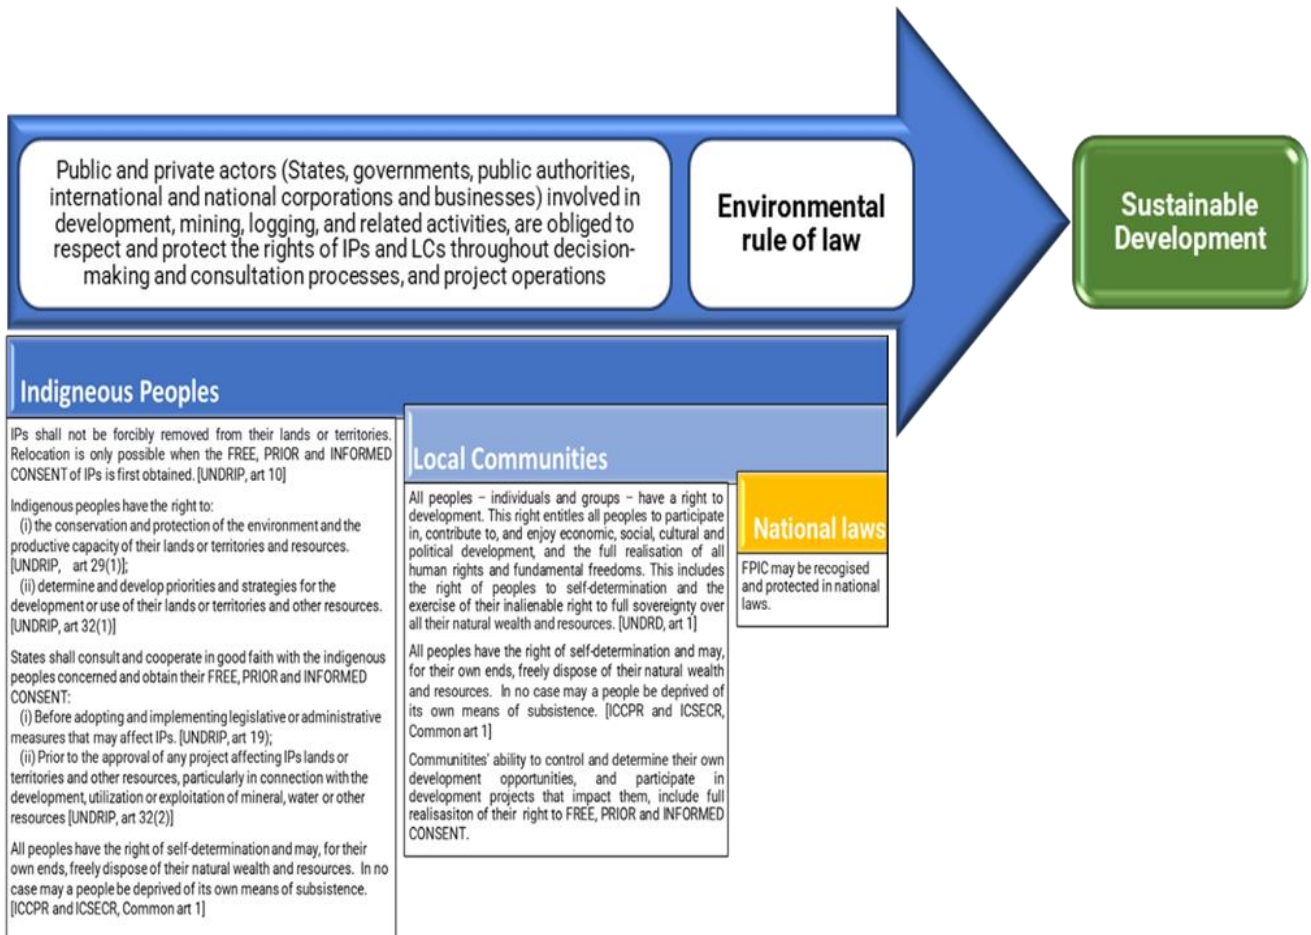 Public and private actors (States, governments, public authorities,
international and national corporations and businesses) involved in
development, mining, logging, and related activities, are obliged to
respect and protect the rights of IPs and LCs throughout decision-
making and consultation processes, and project operations
Environmental
rule of law
Sustainable
Development
Indigneous Peoples
IPs shall not be forcibly removed from their lands or territories.
Relocation is only possible when the FREE, PRIOR and INFORMED
CONSENT of IPs is first obtained. [UNDRIP, art 10]
Indigenous peoples have the right to:
(i) the conservation and protection of the environment and the
productive capacity of their lands or territories and resources.
[UNDRIP, art 29(1)];
(ii) determine and develop priorities and strategies for the
development or use of their lands or territories and other resources.
[UNDRIP, art 32(1)]
States shall consult and cooperate in good faith with the indigenous
peoples concerned and obtain their FREE, PRIOR and INFORMED
CONSENT:
(i) Before adopting and implementing legislative or administrative
measures that may affect IPs. [UNDRIP, art 19);
(ii) Prior to the approval of any project affecting IPs lands or
territories and other resources, particularly in connection with the
development, utilization or exploitation of mineral, water or other
resources [UNDRIP, art 32(2)]
All peoples have the right of self-determination and may, for their
own ends, freely dispose of their natural wealth and resources. In no
case may a people be deprived of its own means of subsistence.
[ICCPR and ICSECR, Common art 1]
Local Communities
All peoples – individuals and groups – have a right to
development. This right entitles all peoples to participate
in, contribute to, and enjoy economic, social, cultural and
political development, and the full realisation of all
human rights and fundamental freedoms. This includes
the right of peoples to self-determination and the
exercise of their inalienable right to full sovereignty over
all their natural wealth and resources. [UNDRD, art 1]
All peoples have the right of self-determination and may,
for their own ends, freely dispose of their natural wealth
and resources. In no case may a people be deprived of
its own means of subsistence. [ICCPR and ICSECR,
Common art 1]
Communitites' ability to control and determine their own
development opportunities, and participate in
development projects that impact them, include full
realisasiton of their right to FREE, PRIOR and INFORMED
CONSENT.
National laws
FPIC may be recogised
and protected in national
laws.